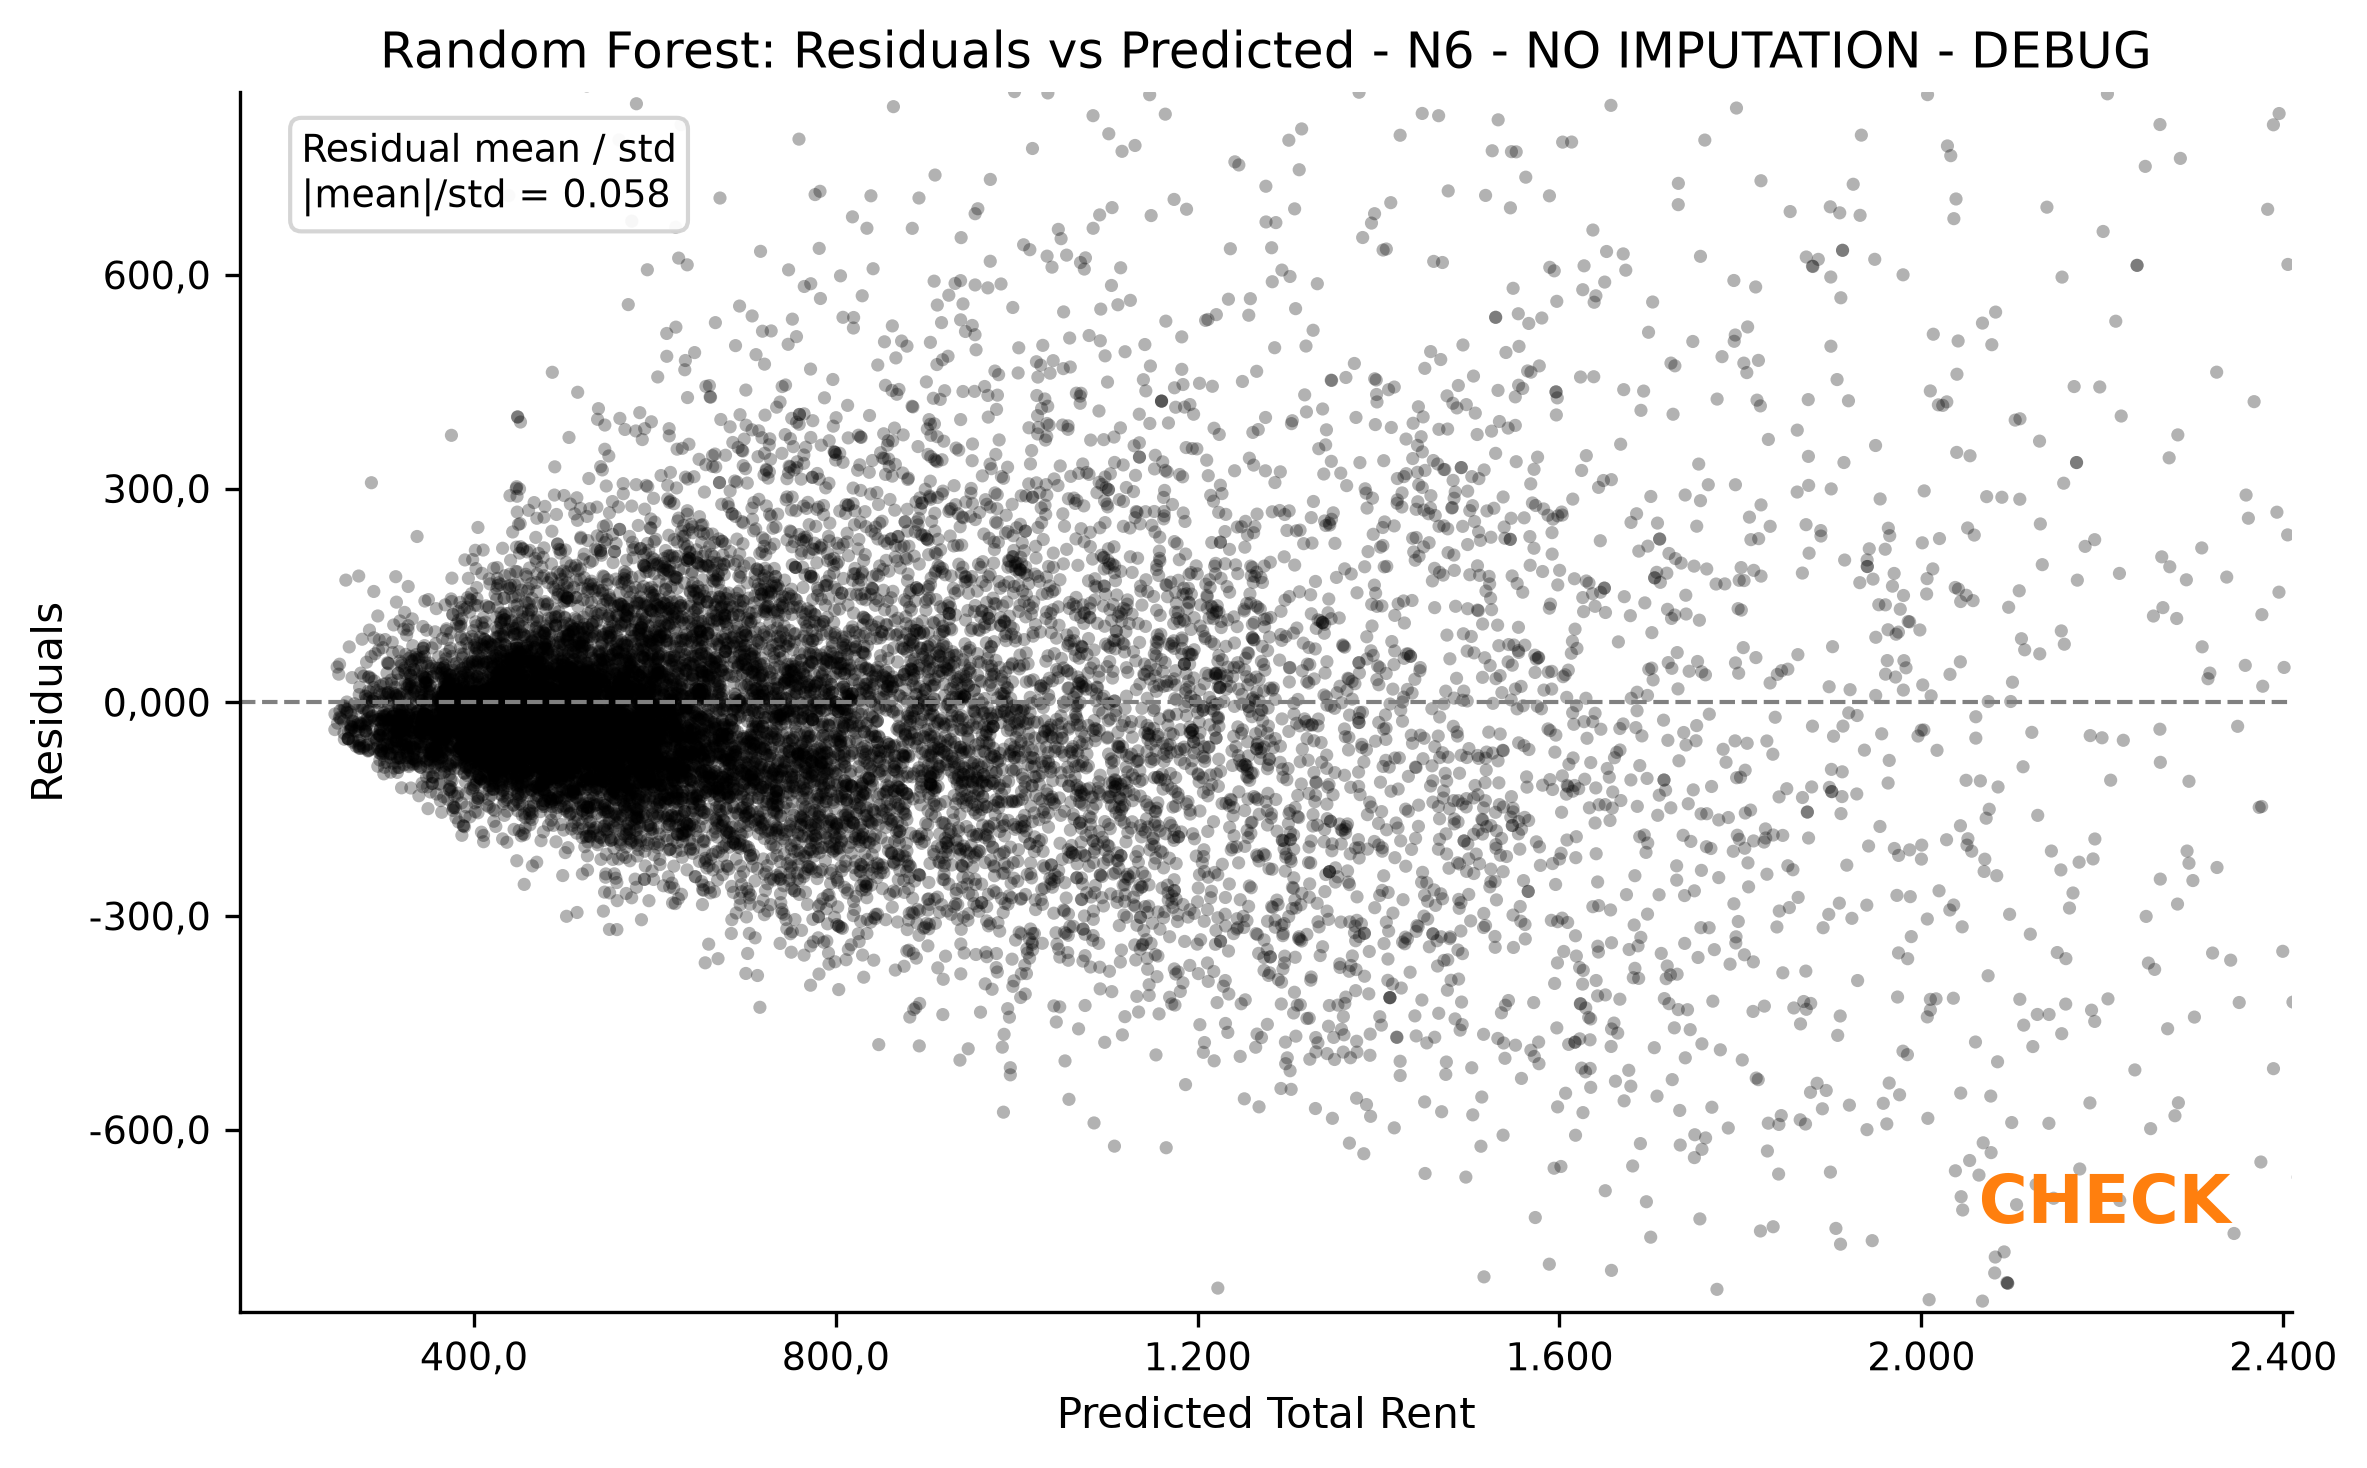 Random Forest: Residuals vs Predicted - N6 - NO IMPUTATION - DEBUG
Residual mean / std
|mean|/std = 0.058
600,0
300,0
0,000
-300,0
-600,0
Residuals
CHECK
400,0
800,0
1.200
1.600
2.000
2.400
Predicted Total Rent